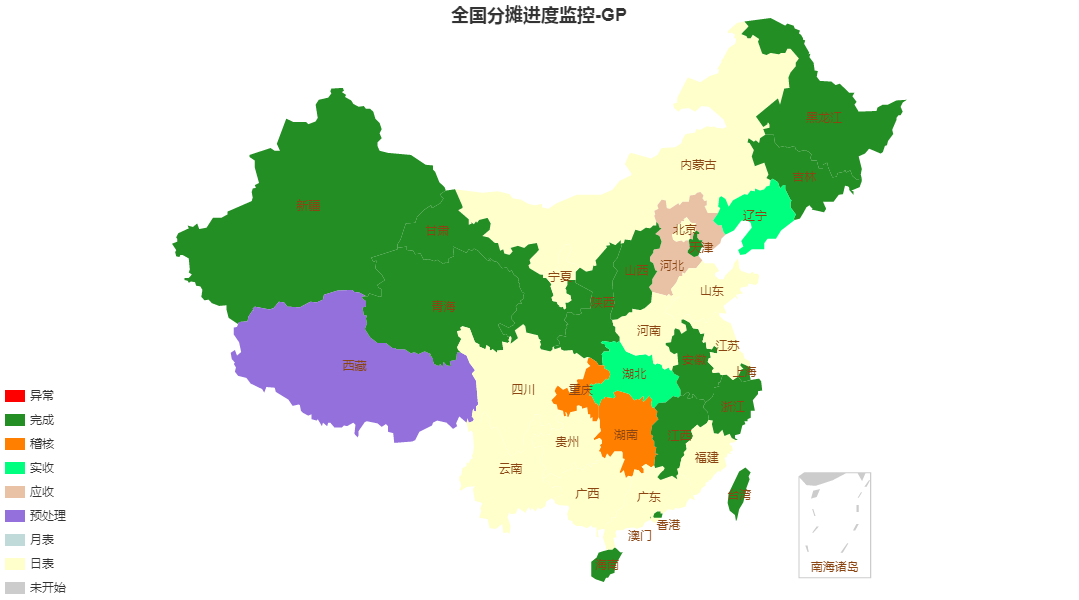 全国分摊进度监控-GP
黑龙江
内蒙古
吉林
新疆
辽宁
甘肃
北京
天津
河北
山西
宁夏
山东
陕西
青海
河南
江苏
安徽
西藏
湖北
上海
四川
重庆
浙江
湖南
江西
贵州
福建
云南
广西
广东
台湾
香港
澳门
海南
南海诸岛
异常
完成
稽核
实收
应收
预处理
月表
日表
未开始